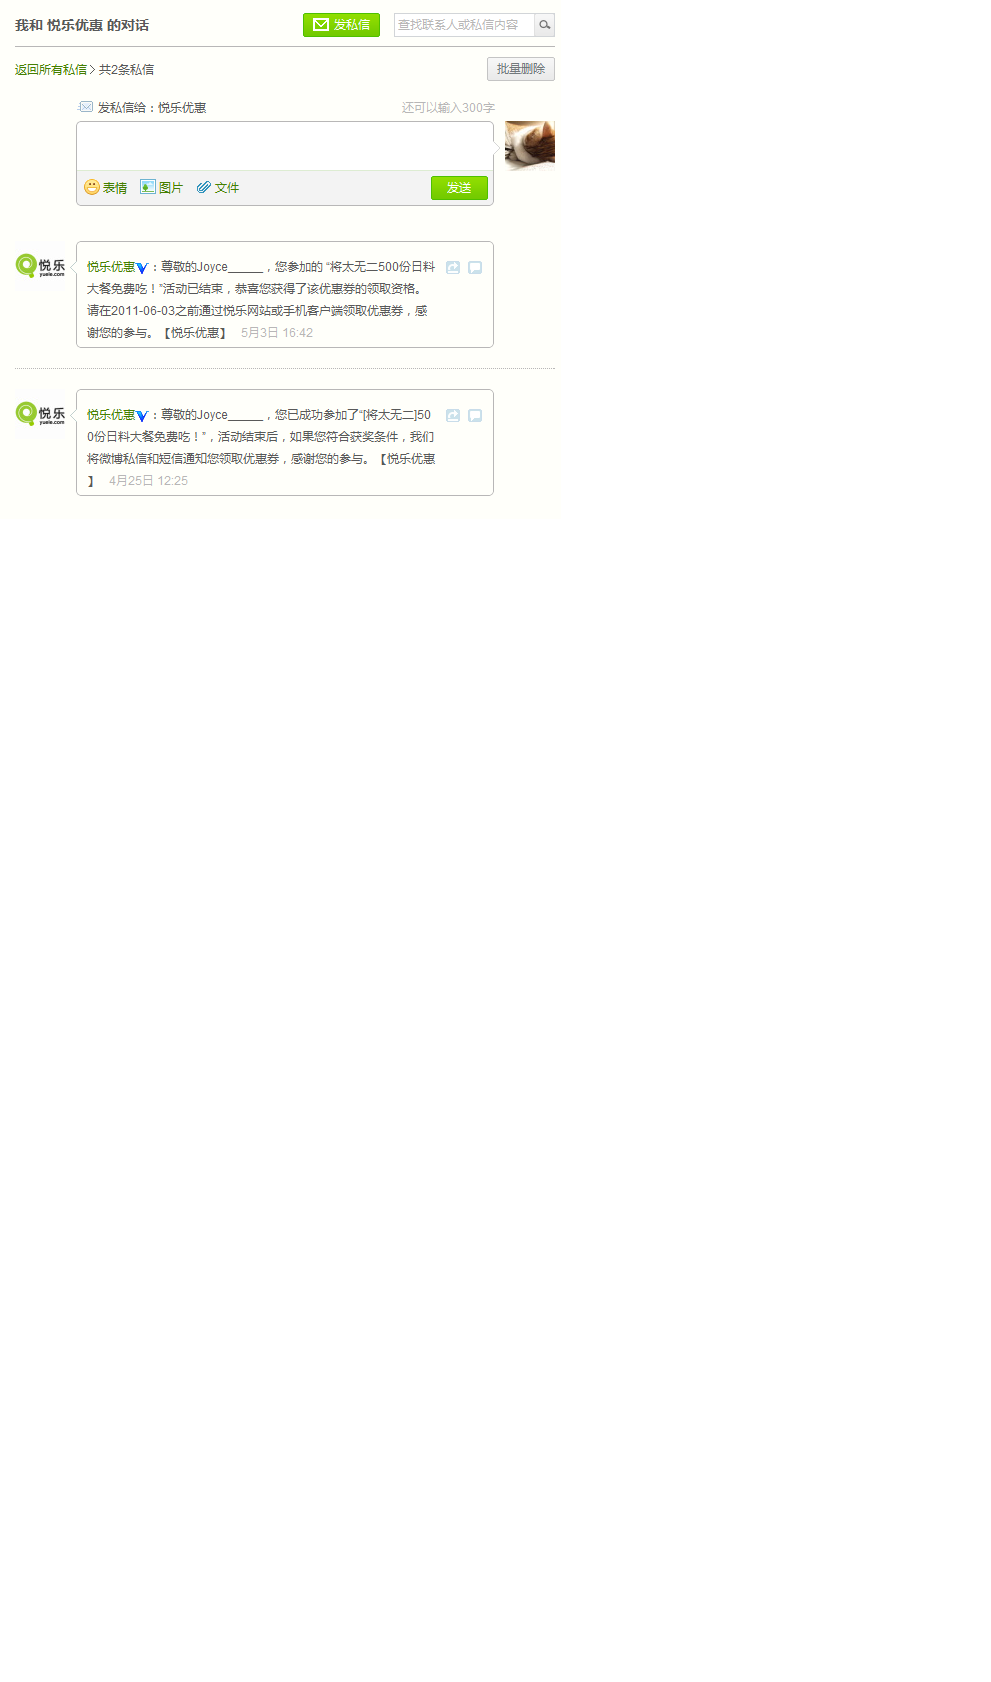 我和 悦乐优惠 的对话
发私信
查找联系人或私信内容
返回所有私信 > 共2条私信
批量删除
发私信给：悦乐优惠
还可以输入300字
表情 图片 文件
发送
悦乐
yuele.com
悦乐优惠V：尊敬的Joyce______，您参加的 “将太无二500份日料
大餐免费吃！”活动已结束，恭喜您获得了该优惠券的领取资格。
请在2011-06-03之前通过悦乐网站或手机客户端领取优惠券，感
谢您的参与。【悦乐优惠】 5月3日 16:42
悦乐
yuele.com
悦乐优惠V：尊敬的Joyce______，您已成功参加了“[将太无二]50
0份日料大餐免费吃！”，活动结束后，如果您符合获奖条件，我们
将微博私信和短信通知您领取优惠券，感谢您的参与。【悦乐优惠
】 4月25日 12:25